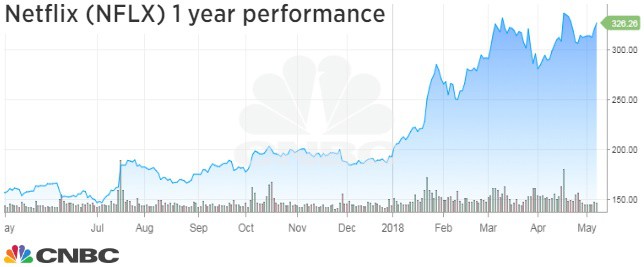 Netflix (NFLX) 1 year performance
326.26
300.00
250.00
200.00
150.00
ay Jul Aug Sep Oct Nov Dec 2018 Feb Mar Apr May
CNBC